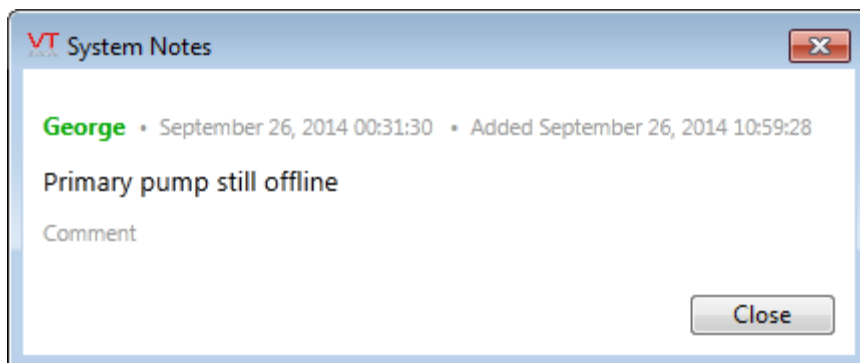 VT System Notes
George • September 26, 2014 00:31:30 • Added September 26, 2014 10:59:28
Primary pump still offline
Comment
Close